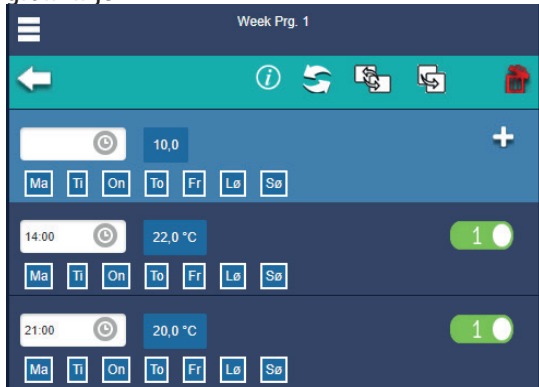 Week Prg. 1
i
10,0
Ma Ti On To Fr Lø Sø
14:00 22,0 °C 1
Ma Ti On To Fr Lø Sø
21:00 20,0 °C 1
Ma Ti On To Fr Lø Sø